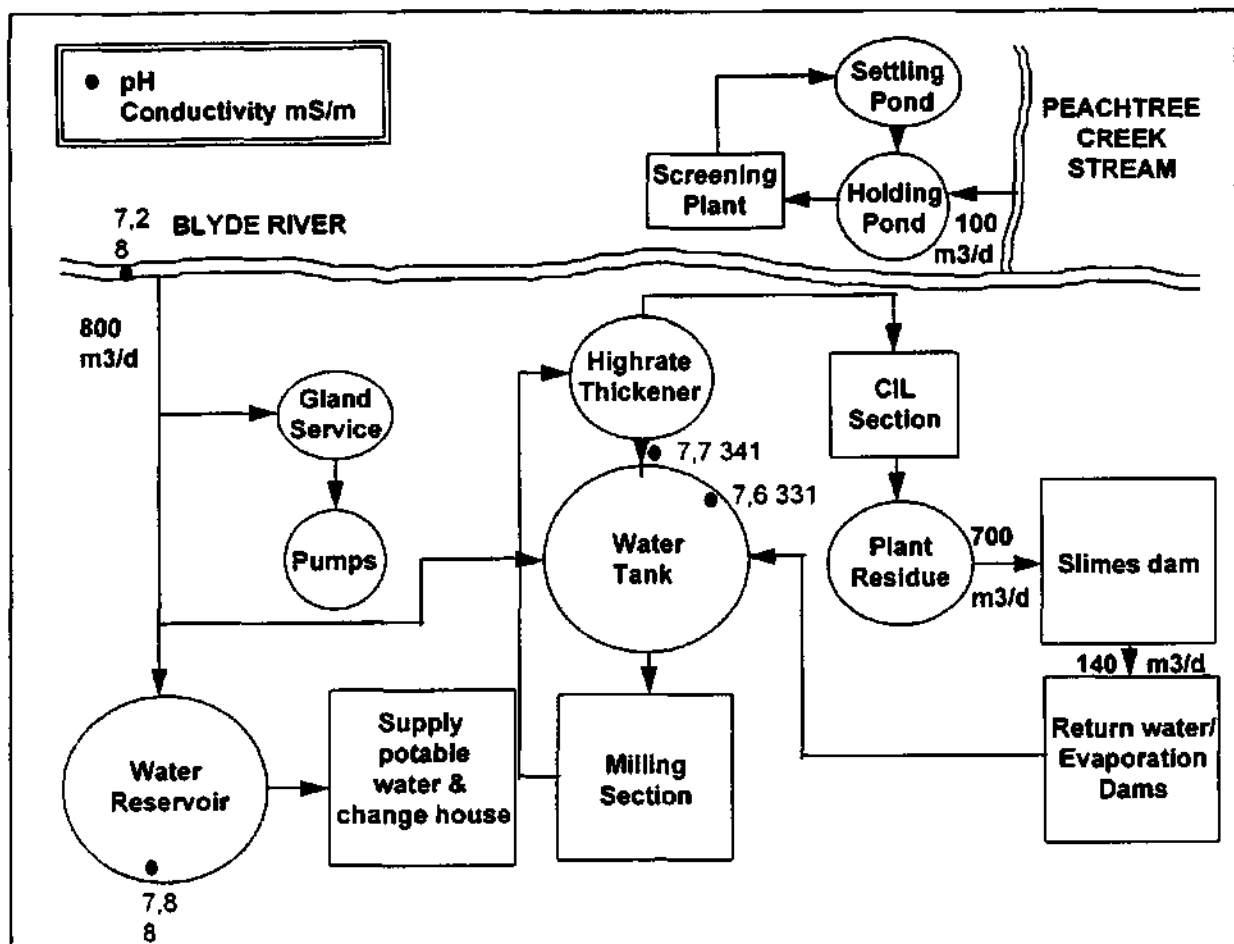 ● pH
Conductivity mS/m
Settling
Pond
PEACHTREE
CREEK
STREAM
Screening
Plant
Holding
Pond
100
m3/d
7,2
8
BLYDE RIVER
800
m3/d
Highrate
Thickener
CIL
Section
Gland
Service
7,7 341
7,6 331
Pumps
Water
Tank
Plant
Residue
700
m3/d
Slimes dam
140 m3/d
Water
Reservoir
Supply
potable
water &
change house
Milling
Section
Return water/
Evaporation
Dams
7,8
8